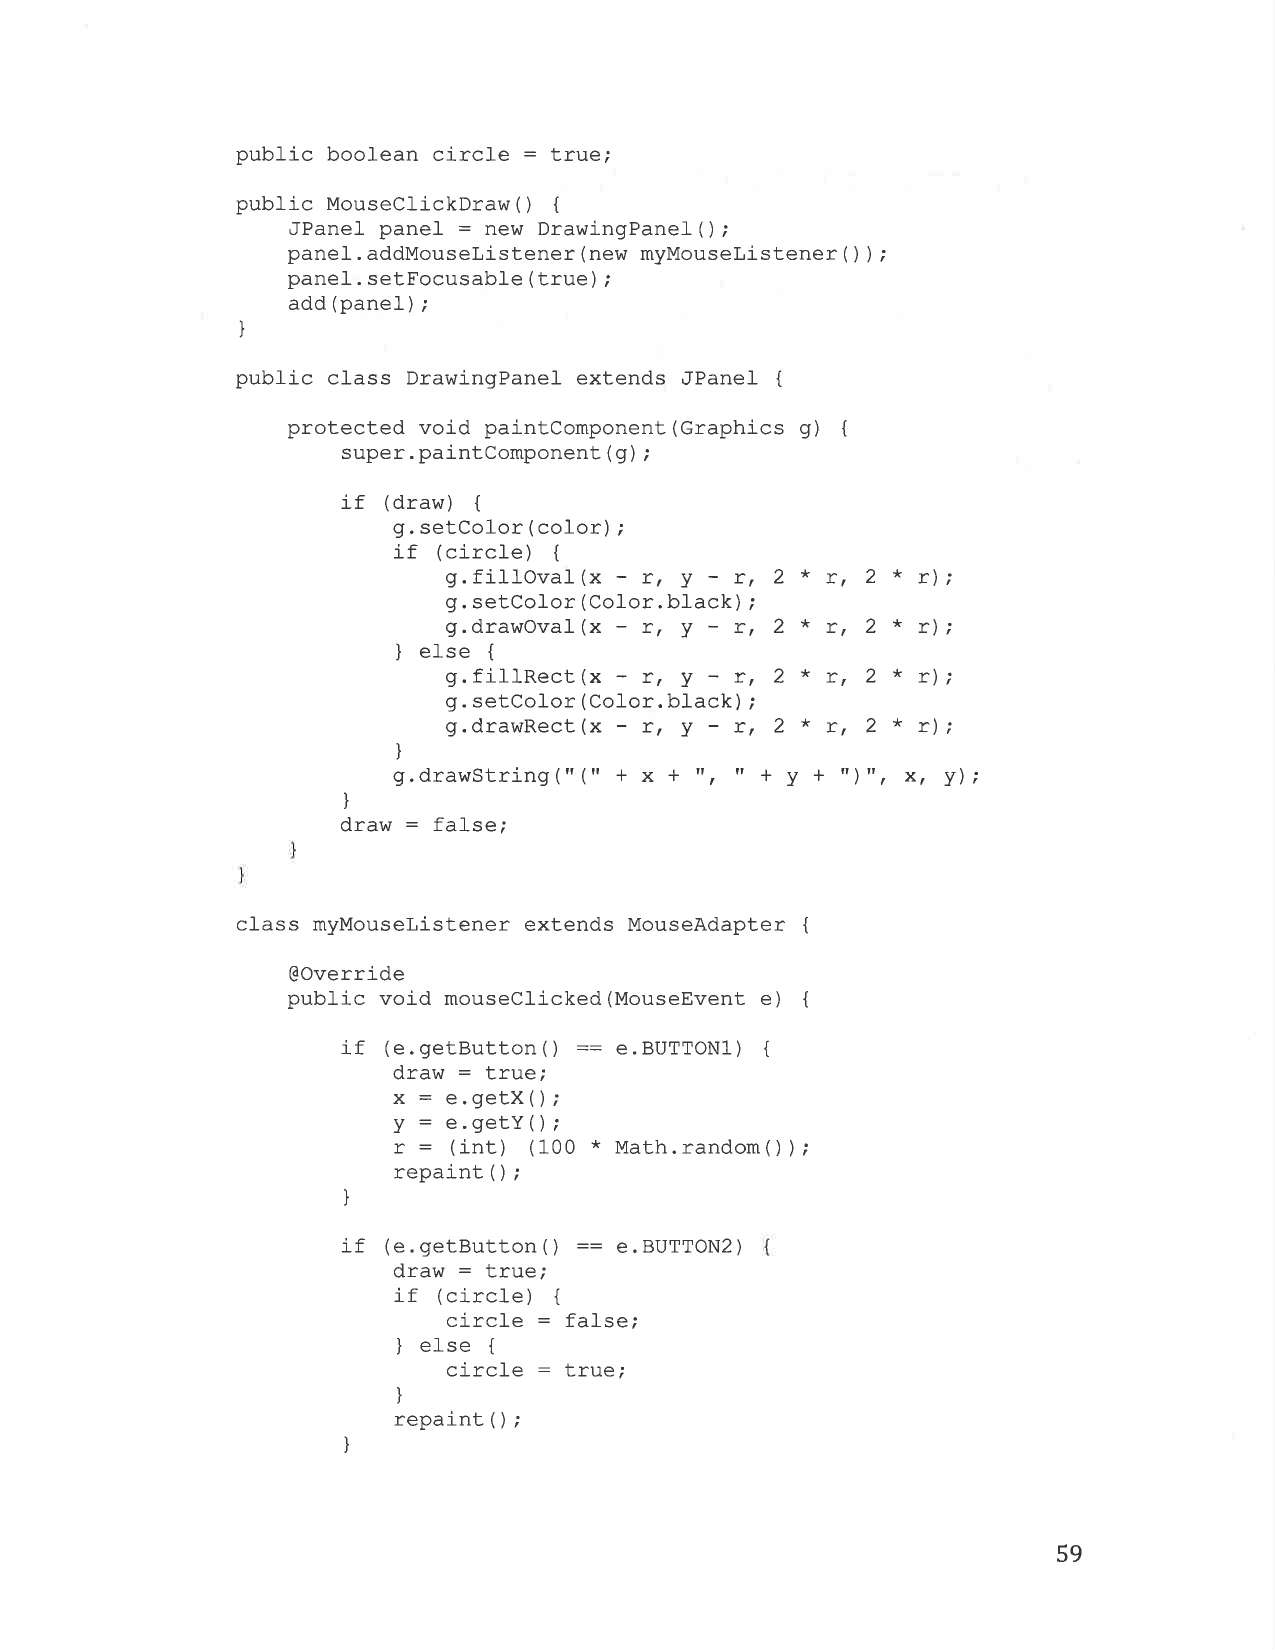 public boolean circle = true;
public MouseClickDraw() {
JPanel panel = new DrawingPanel();
panel.addMouseListener(new myMouseListener());
panel.setFocusable(true);
add(panel);
}
public class DrawingPanel extends JPanel {
protected void paintComponent(Graphics g) {
super.paintComponent(g);
if (draw) {
g.setColor(color);
if (circle) {
g.fillOval(x - r, y - r, 2 * r, 2 * r);
g.setColor(Color.black);
g.drawOval(x - r, y - r, 2 * r, 2 * r);
} else {
g.fillRect(x - r, y - r, 2 * r, 2 * r);
g.setColor(Color.black);
g.drawRect(x - r, y - r, 2 * r, 2 * r);
}
g.drawString("(" + x + ", " + y + ")", x, y);
}
draw = false;
}
}
class myMouseListener extends MouseAdapter {
@Override
public void mouseClicked(MouseEvent e) {
if (e.getButton() == e.BUTTON1) {
draw = true;
x = e.getX();
y = e.getY();
r = (int) (100 * Math.random());
repaint();
}
if (e.getButton() == e.BUTTON2) {
draw = true;
if (circle) {
circle = false;
} else {
circle = true;
}
repaint();
}
59